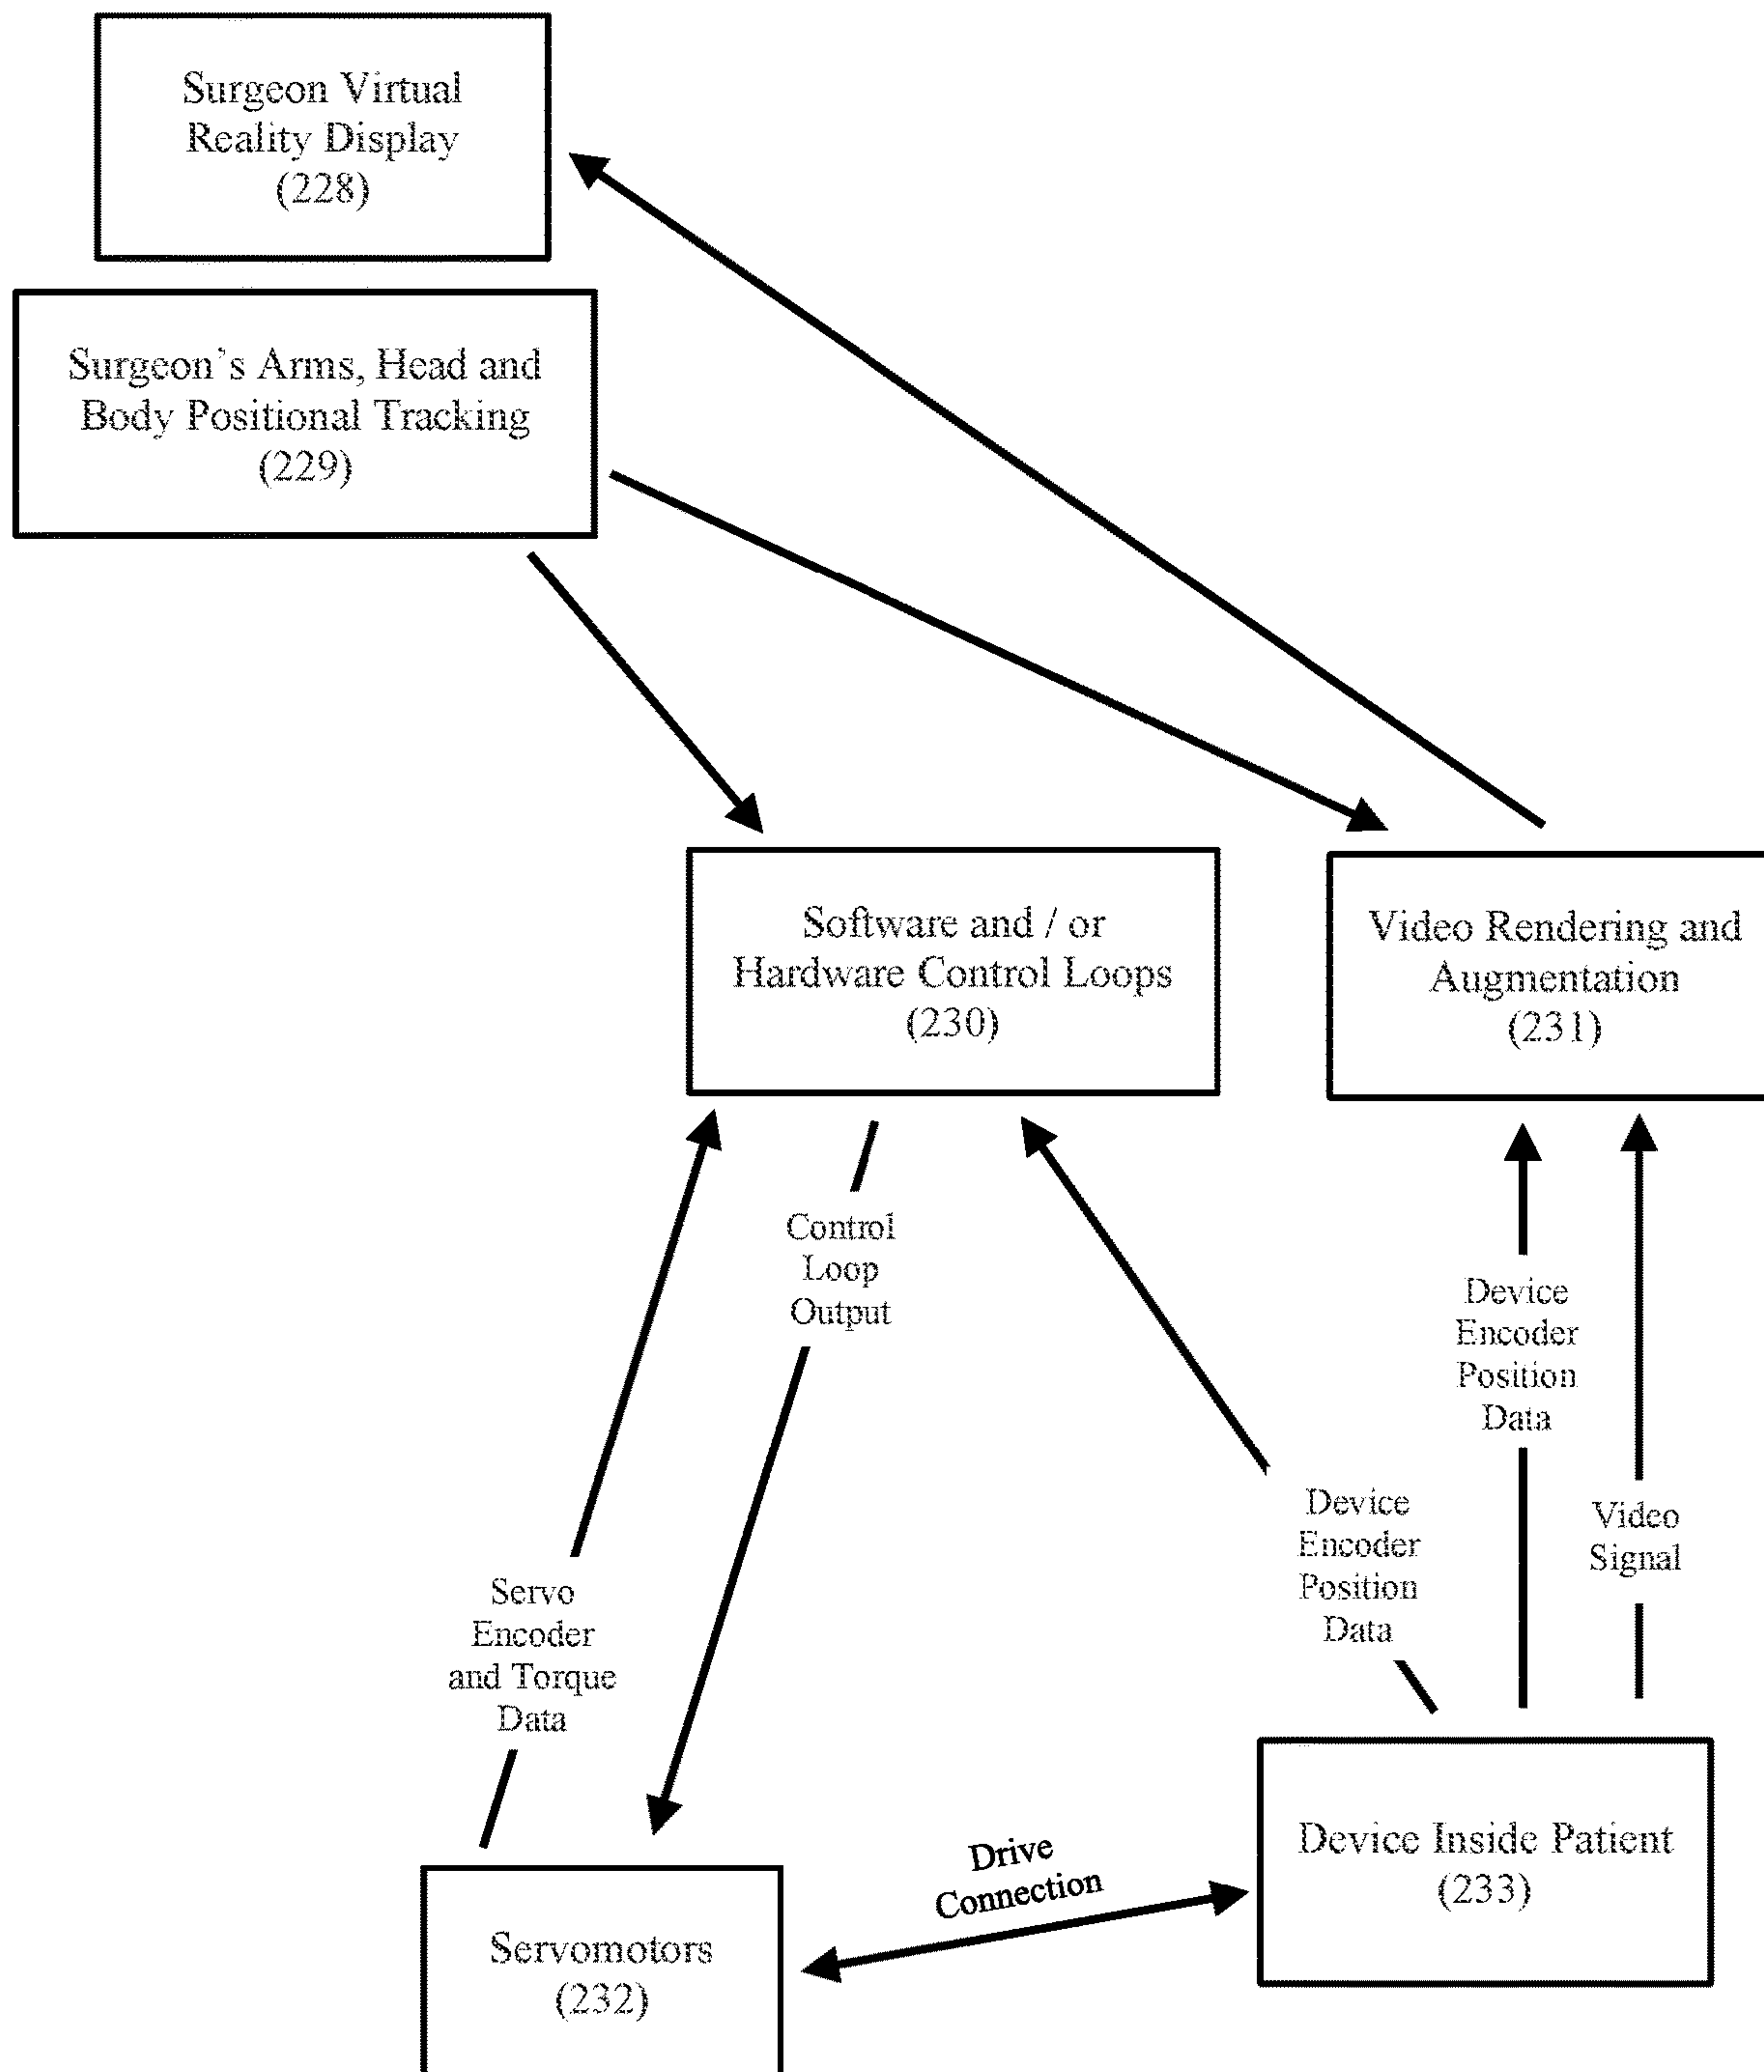 Surgeon Virtual
Reality Display
(228)
Surgeon's Arms, Head and
Body Positional Tracking
(229)
Software and / or
Hardware Control Loops
(230)
Video Rendering and
Augmentation
(231)
Control
Loop
Output
Device
Encoder
Position
Data
Device
Encoder
Position
Data
Video
Signal
Servo
Encoder
and Torque
Data
Drive
Connection
Device Inside Patient
(233)
Servomotors
(232)